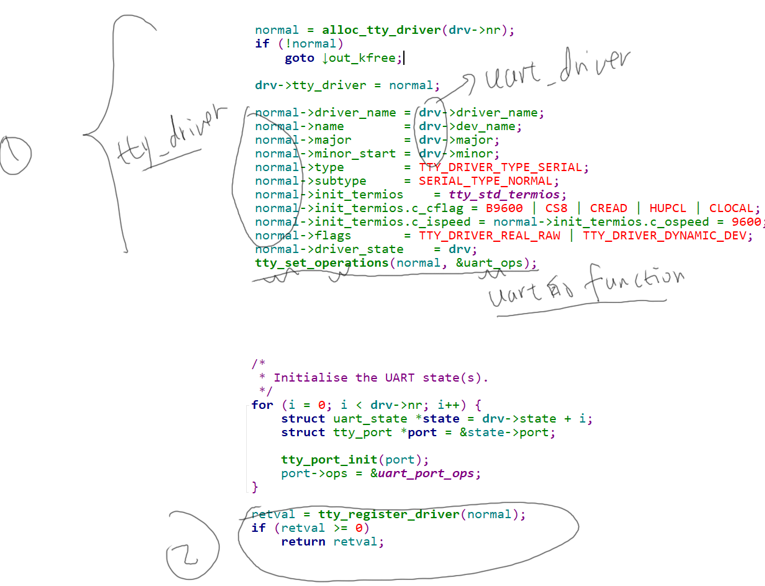 normal = alloc_tty_driver(drv->nr);
if (!normal)
goto ↓out_kfree;
drv->tty_driver = normal;
uart_driver
normal->driver_name = drv->driver_name;
normal->name = drv->dev_name;
normal->major = drv->major;
normal->minor_start = drv->minor;
normal->type = TTY_DRIVER_TYPE_SERIAL;
normal->subtype = SERIAL_TYPE_NORMAL;
normal->init_termios = tty_std_termios;
normal->init_termios.c_cflag = B9600 | CS8 | CREAD | HUPCL | CLOCAL;
normal->init_termios.c_ispeed = normal->init_termios.c_ospeed = 9600;
normal->flags = TTY_DRIVER_REAL_RAW | TTY_DRIVER_DYNAMIC_DEV;
normal->driver_state = drv;
tty_set_operations(normal, &uart_ops);
①
tty_driver
uart的 function
/*
* Initialise the UART state(s).
*/
for (i = 0; i < drv->nr; i++) {
struct uart_state *state = drv->state + i;
struct tty_port *port = &state->port;
tty_port_init(port);
port->ops = &uart_port_ops;
}
②
retval = tty_register_driver(normal);
if (retval >= 0)
return retval;